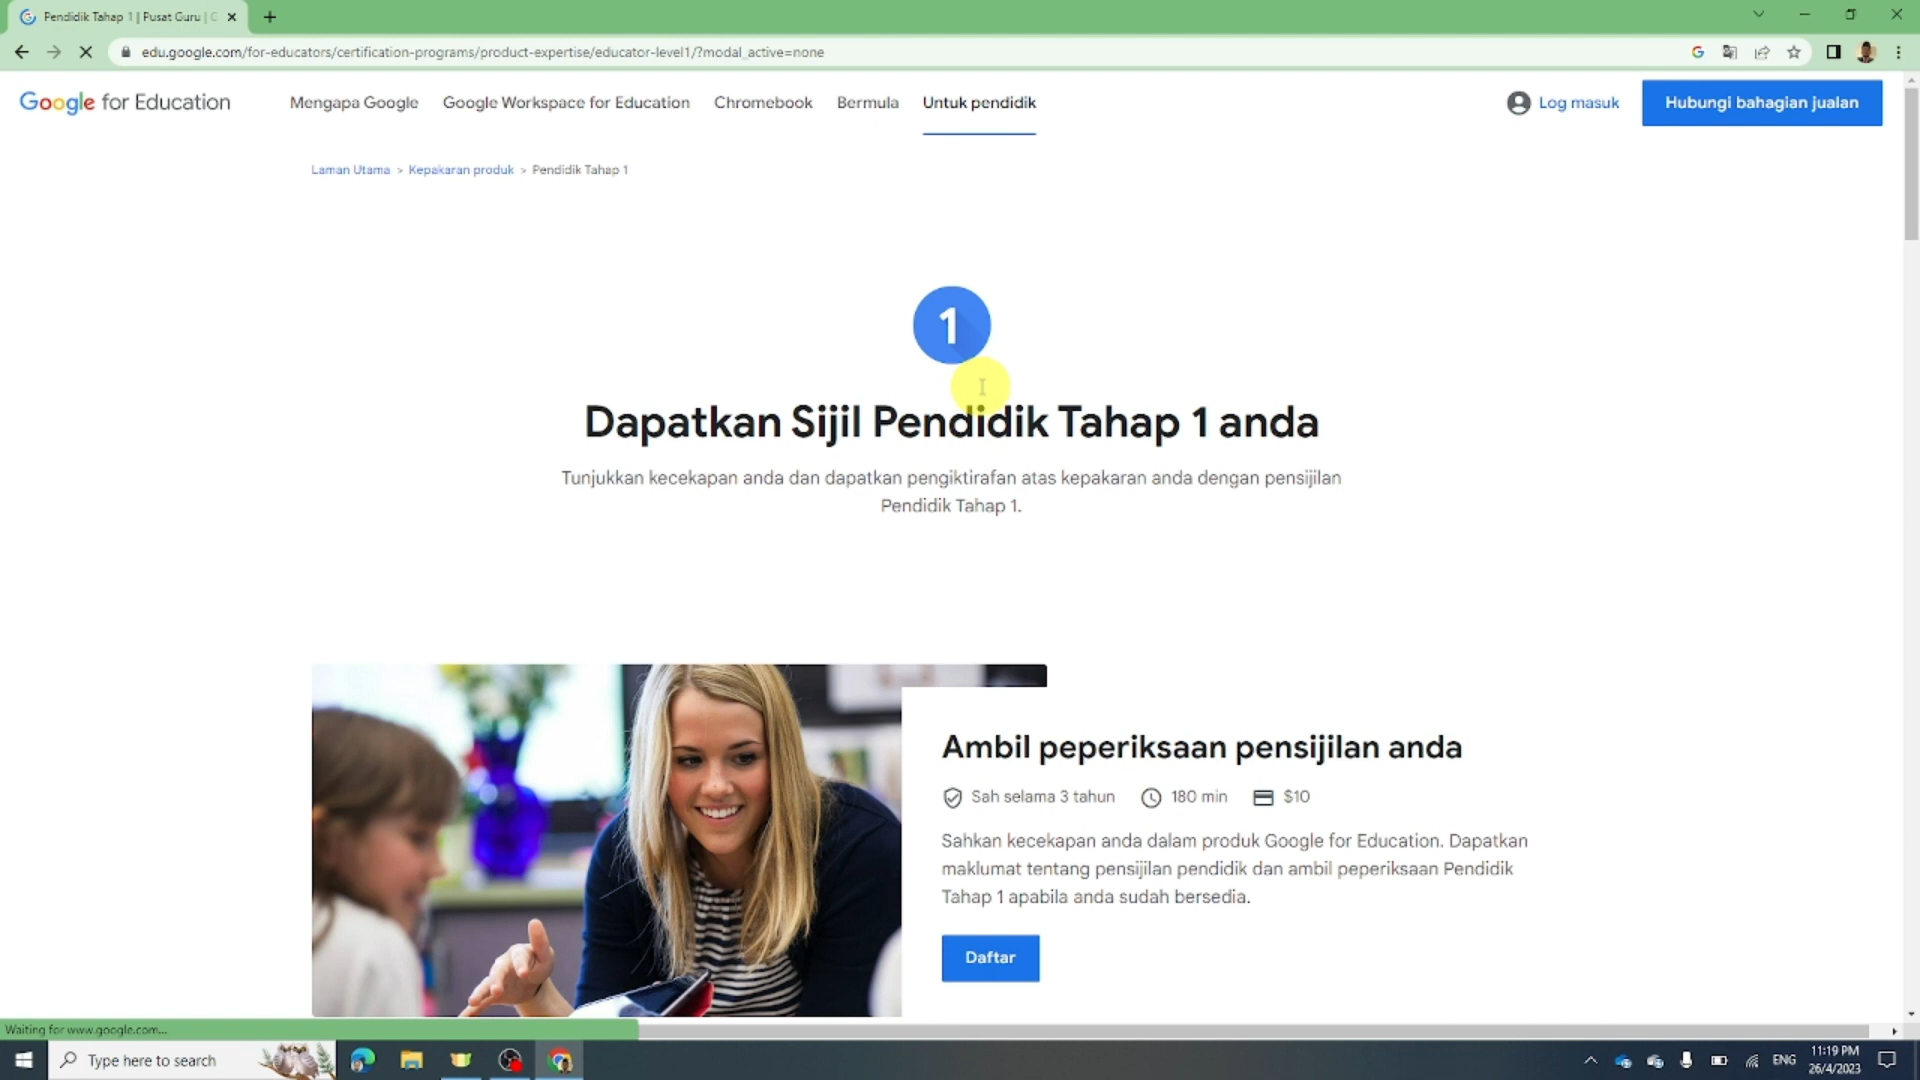 Pendidik Tahap 1 | Pusat Guru | G
edu.google.com/for-educators/certification-programs/product-expertise/educator-level1/?modal_active=none
Google for Education
Mengapa Google
Google Workspace for Education
Chromebook
Bermula
Untuk pendidik
Log masuk
Hubungi bahagian jualan
Laman Utama > Kepakaran produk > Pendidik Tahap 1
1
Dapatkan Sijil Pendidik Tahap 1 anda
Tunjukkan kecekapan anda dan dapatkan pengiktirafan atas kepakaran anda dengan pensijilan
Pendidik Tahap 1.
Ambil peperiksaan pensijilan anda
Sah selama 3 tahun
180 min
$10
Sahkan kecekapan anda dalam produk Google for Education. Dapatkan
maklumat tentang pensijilan pendidik dan ambil peperiksaan Pendidik
Tahap 1 apabila anda sudah bersedia.
Daftar
Waiting for www.google.com...
Type here to search
ENG
11:19 PM
26/4/2023